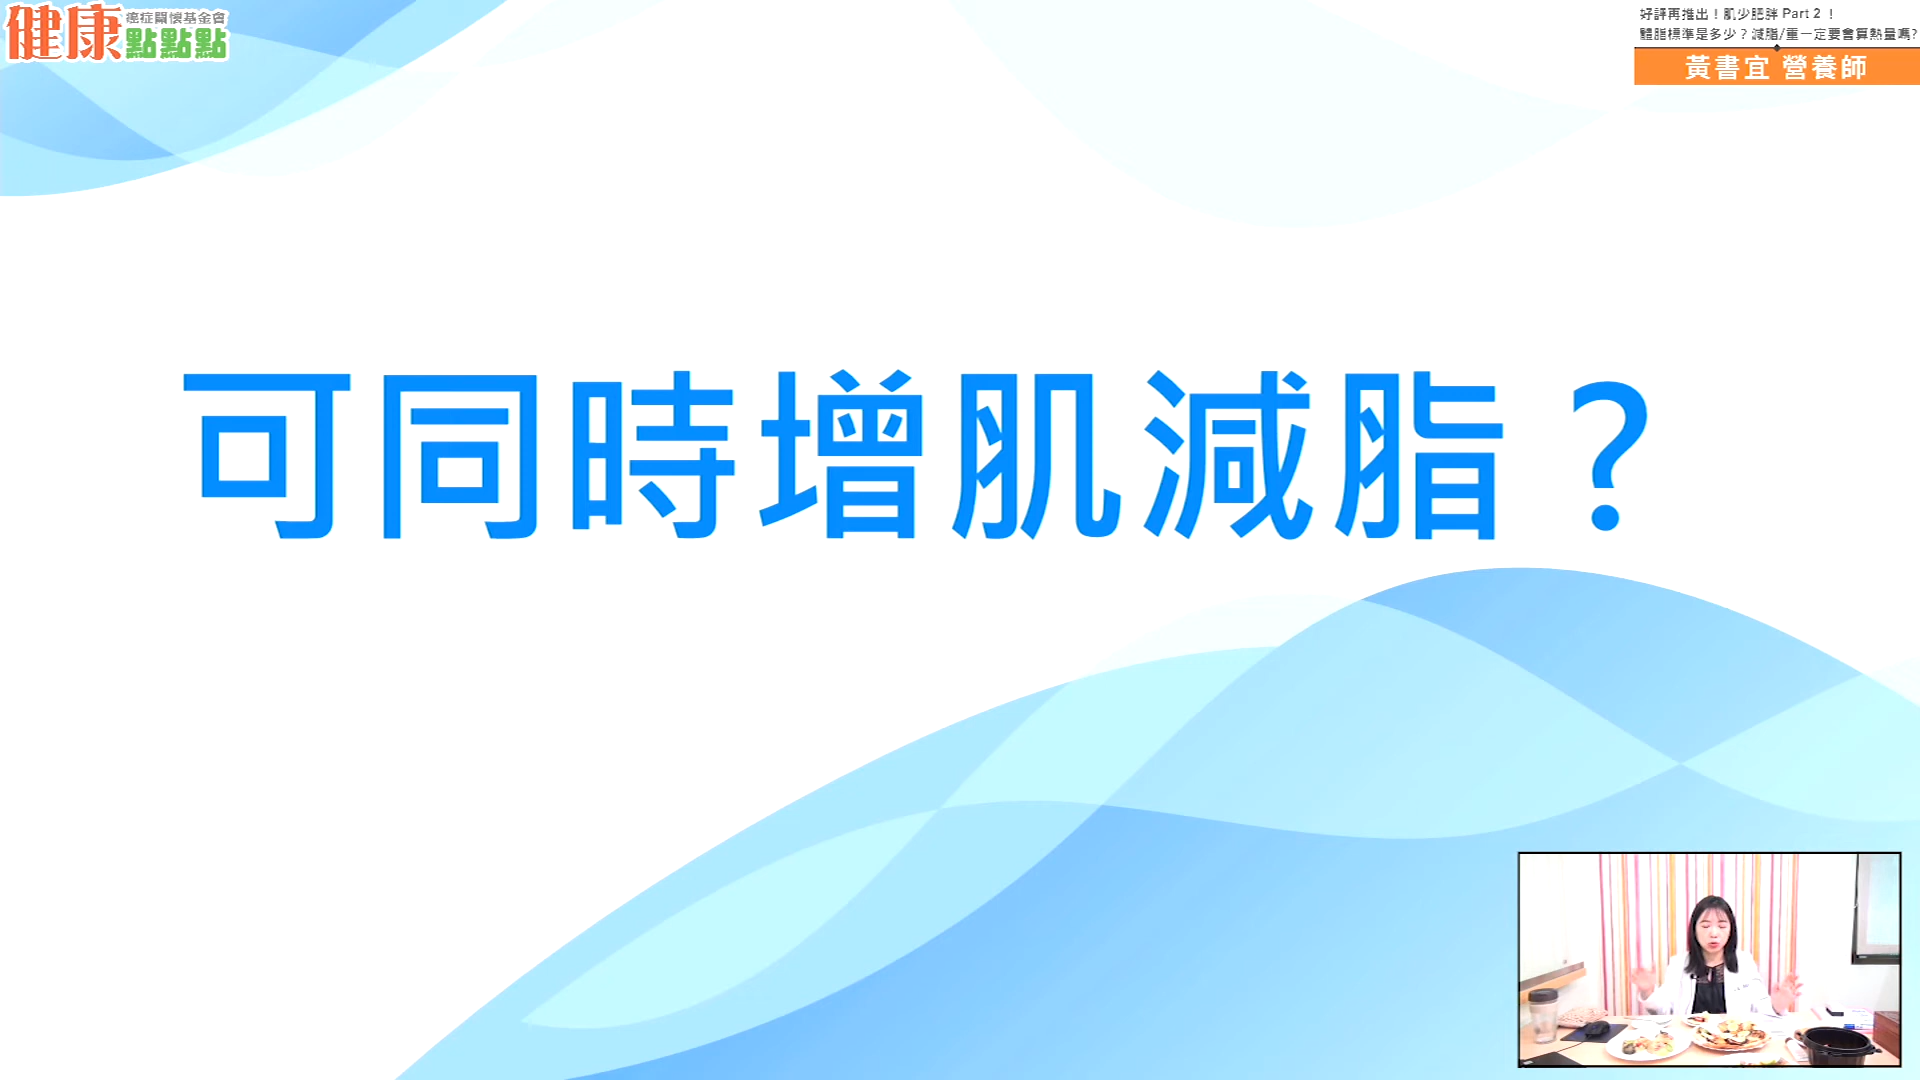 健康
癌症關懷基金會
點點點
好評再推出！肌少肥胖 Part 2 ！
體脂標準是多少？減脂/重一定要會算熱量嗎?
黃書宜 營養師
可同時增肌減脂？